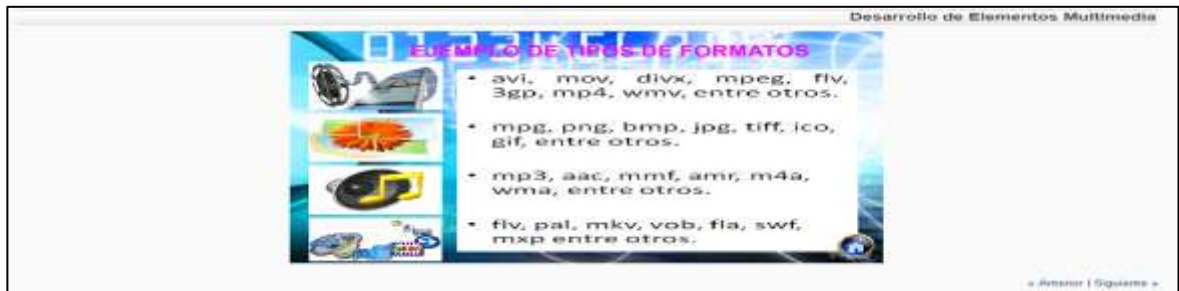 Desarrollo de Elementos Multimedia
EJEMPLO DE TIPOS DE FORMATOS
• avi, mov, divx, mpeg, flv,
3gp, mp4, wmv, entre otros.
• mpg, png, bmp, jpg, tiff, ico,
gif, entre otros.
• mp3, aac, mmf, amr, m4a,
wma, entre otros.
• flv, pal, mkv, vob, fla, swf,
mxp entre otros.
« Anterior | Siguiente »